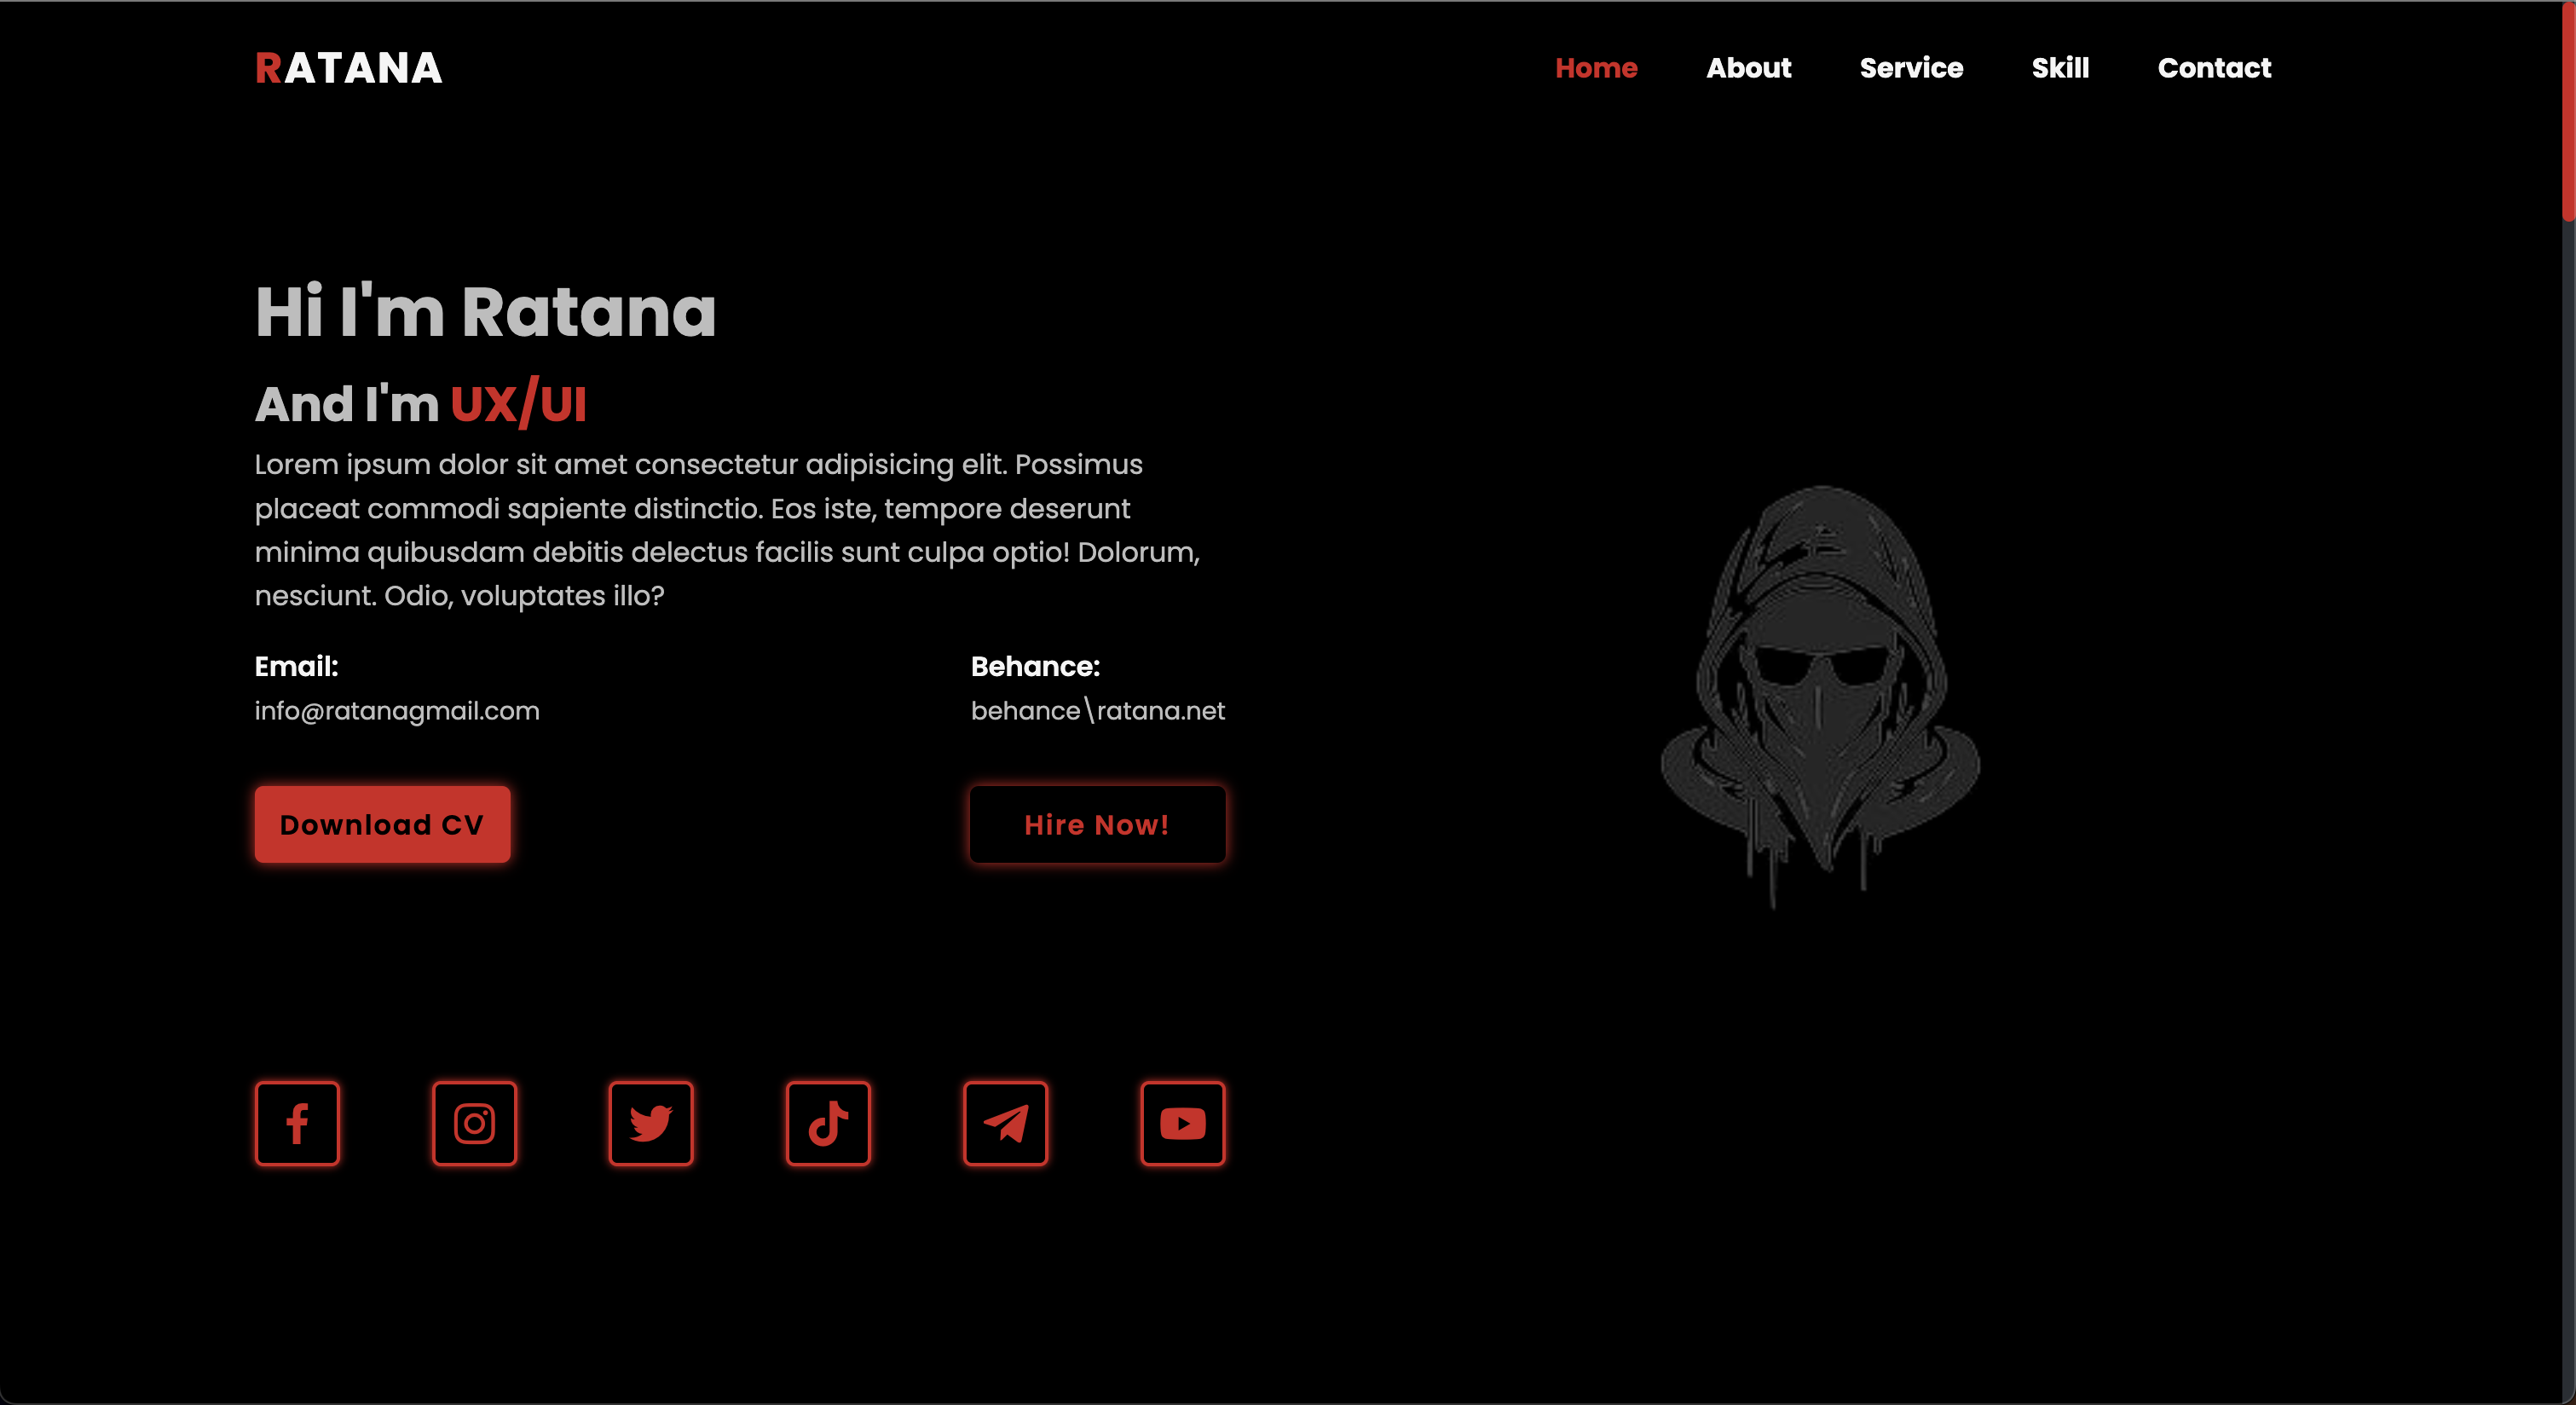 RATANA
Home About Service Skill Contact
Hi I'm Ratana
And I'm UX/UI
Lorem ipsum dolor sit amet consectetur adipisicing elit. Possimus
placeat commodi sapiente distinctio. Eos iste, tempore deserunt
minima quibusdam debitis delectus facilis sunt culpa optio! Dolorum,
nesciunt. Odio, voluptates illo?
Email: Behance:
info@ratanagmail.com behance\ratana.net
Download CV Hire Now!